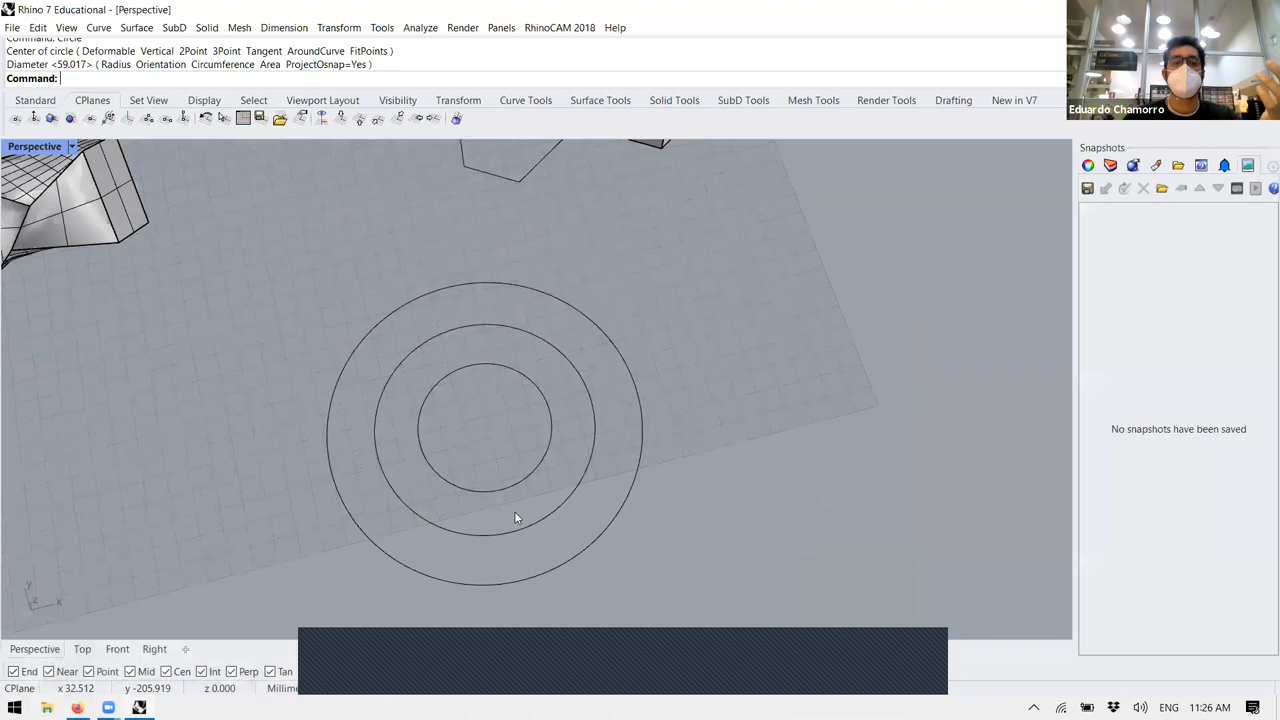 Rhino 7 Educational - [Perspective]
File Edit View Curve Surface SubD Solid Mesh Dimension Transform Tools Analyze Render Panels RhinoCAM 2018 Help
Command: Circle
Center of circle ( Deformable Vertical 2Point 3Point Tangent AroundCurve FitPoints )
Diameter <59.017> ( Radius Orientation Circumference Area ProjectOsnap=Yes )
Command:
Eduardo Chamorro
Standard CPlanes Set View Display Select Viewport Layout Visibility Transform Curve Tools Surface Tools Solid Tools SubD Tools Mesh Tools Render Tools Drafting New in V7
Perspective
Snapshots
No snapshots have been saved
y
z
x
Perspective Top Front Right
End Near Point Mid Cen Int Perp Tan
CPlane x 32.512 y -205.919 z 0.000 Millime
ENG 11:26 AM